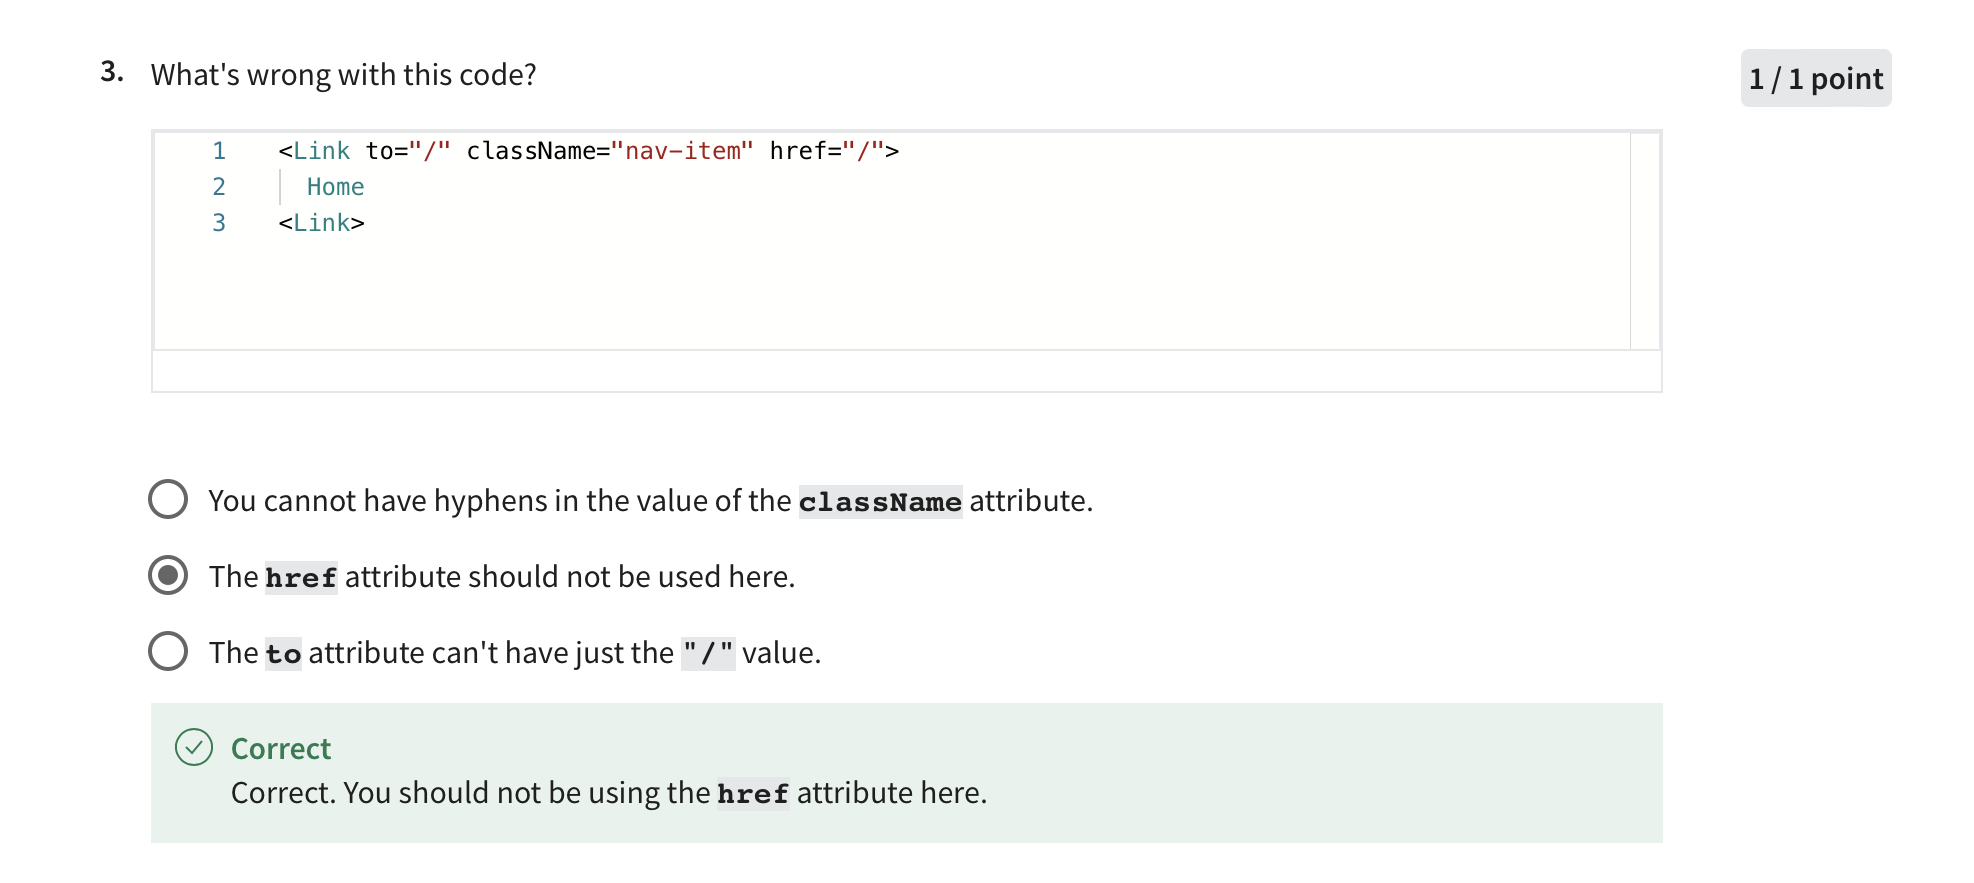 3. What's wrong with this code?
1 / 1 point
1 <Link to="/" className="nav-item" href="/">
2 Home
3 <Link>
You cannot have hyphens in the value of the className attribute.
The href attribute should not be used here.
The to attribute can't have just the "/" value.
Correct
Correct. You should not be using the href attribute here.